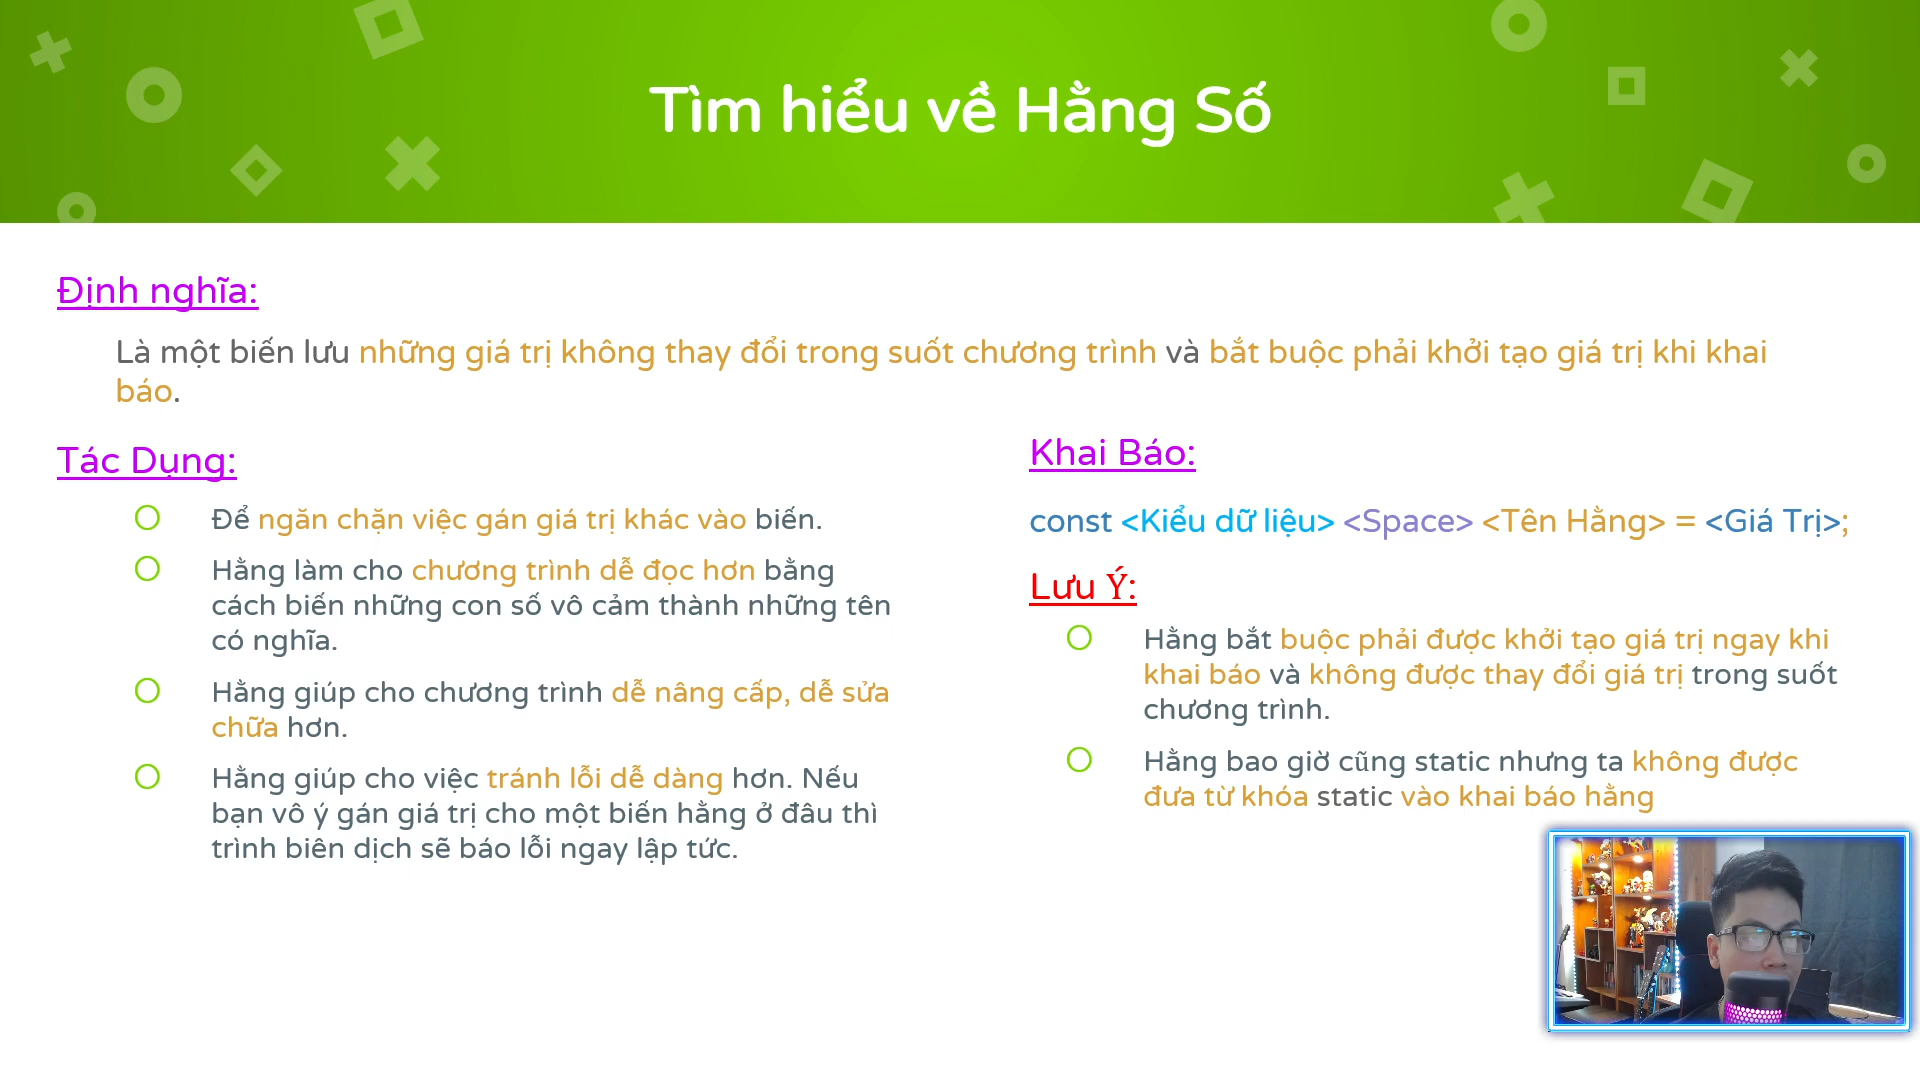 Tìm hiểu về Hằng Số
Định nghĩa:
Là một biến lưu những giá trị không thay đổi trong suốt chương trình và bắt buộc phải khởi tạo giá trị khi khai
báo.
Tác Dụng:
Để ngăn chặn việc gán giá trị khác vào biến.
Hằng làm cho chương trình dễ đọc hơn bằng
cách biến những con số vô cảm thành những tên
có nghĩa.
Hằng giúp cho chương trình dễ nâng cấp, dễ sửa
chữa hơn.
Hằng giúp cho việc tránh lỗi dễ dàng hơn. Nếu
bạn vô ý gán giá trị cho một biến hằng ở đâu thì
trình biên dịch sẽ báo lỗi ngay lập tức.
Khai Báo:
const <Kiểu dữ liệu> <Space> <Tên Hằng> = <Giá Trị>;
Lưu Ý:
Hằng bắt buộc phải được khởi tạo giá trị ngay khi
khai báo và không được thay đổi giá trị trong suốt
chương trình.
Hằng bao giờ cũng static nhưng ta không được
đưa từ khóa static vào khai báo hằng